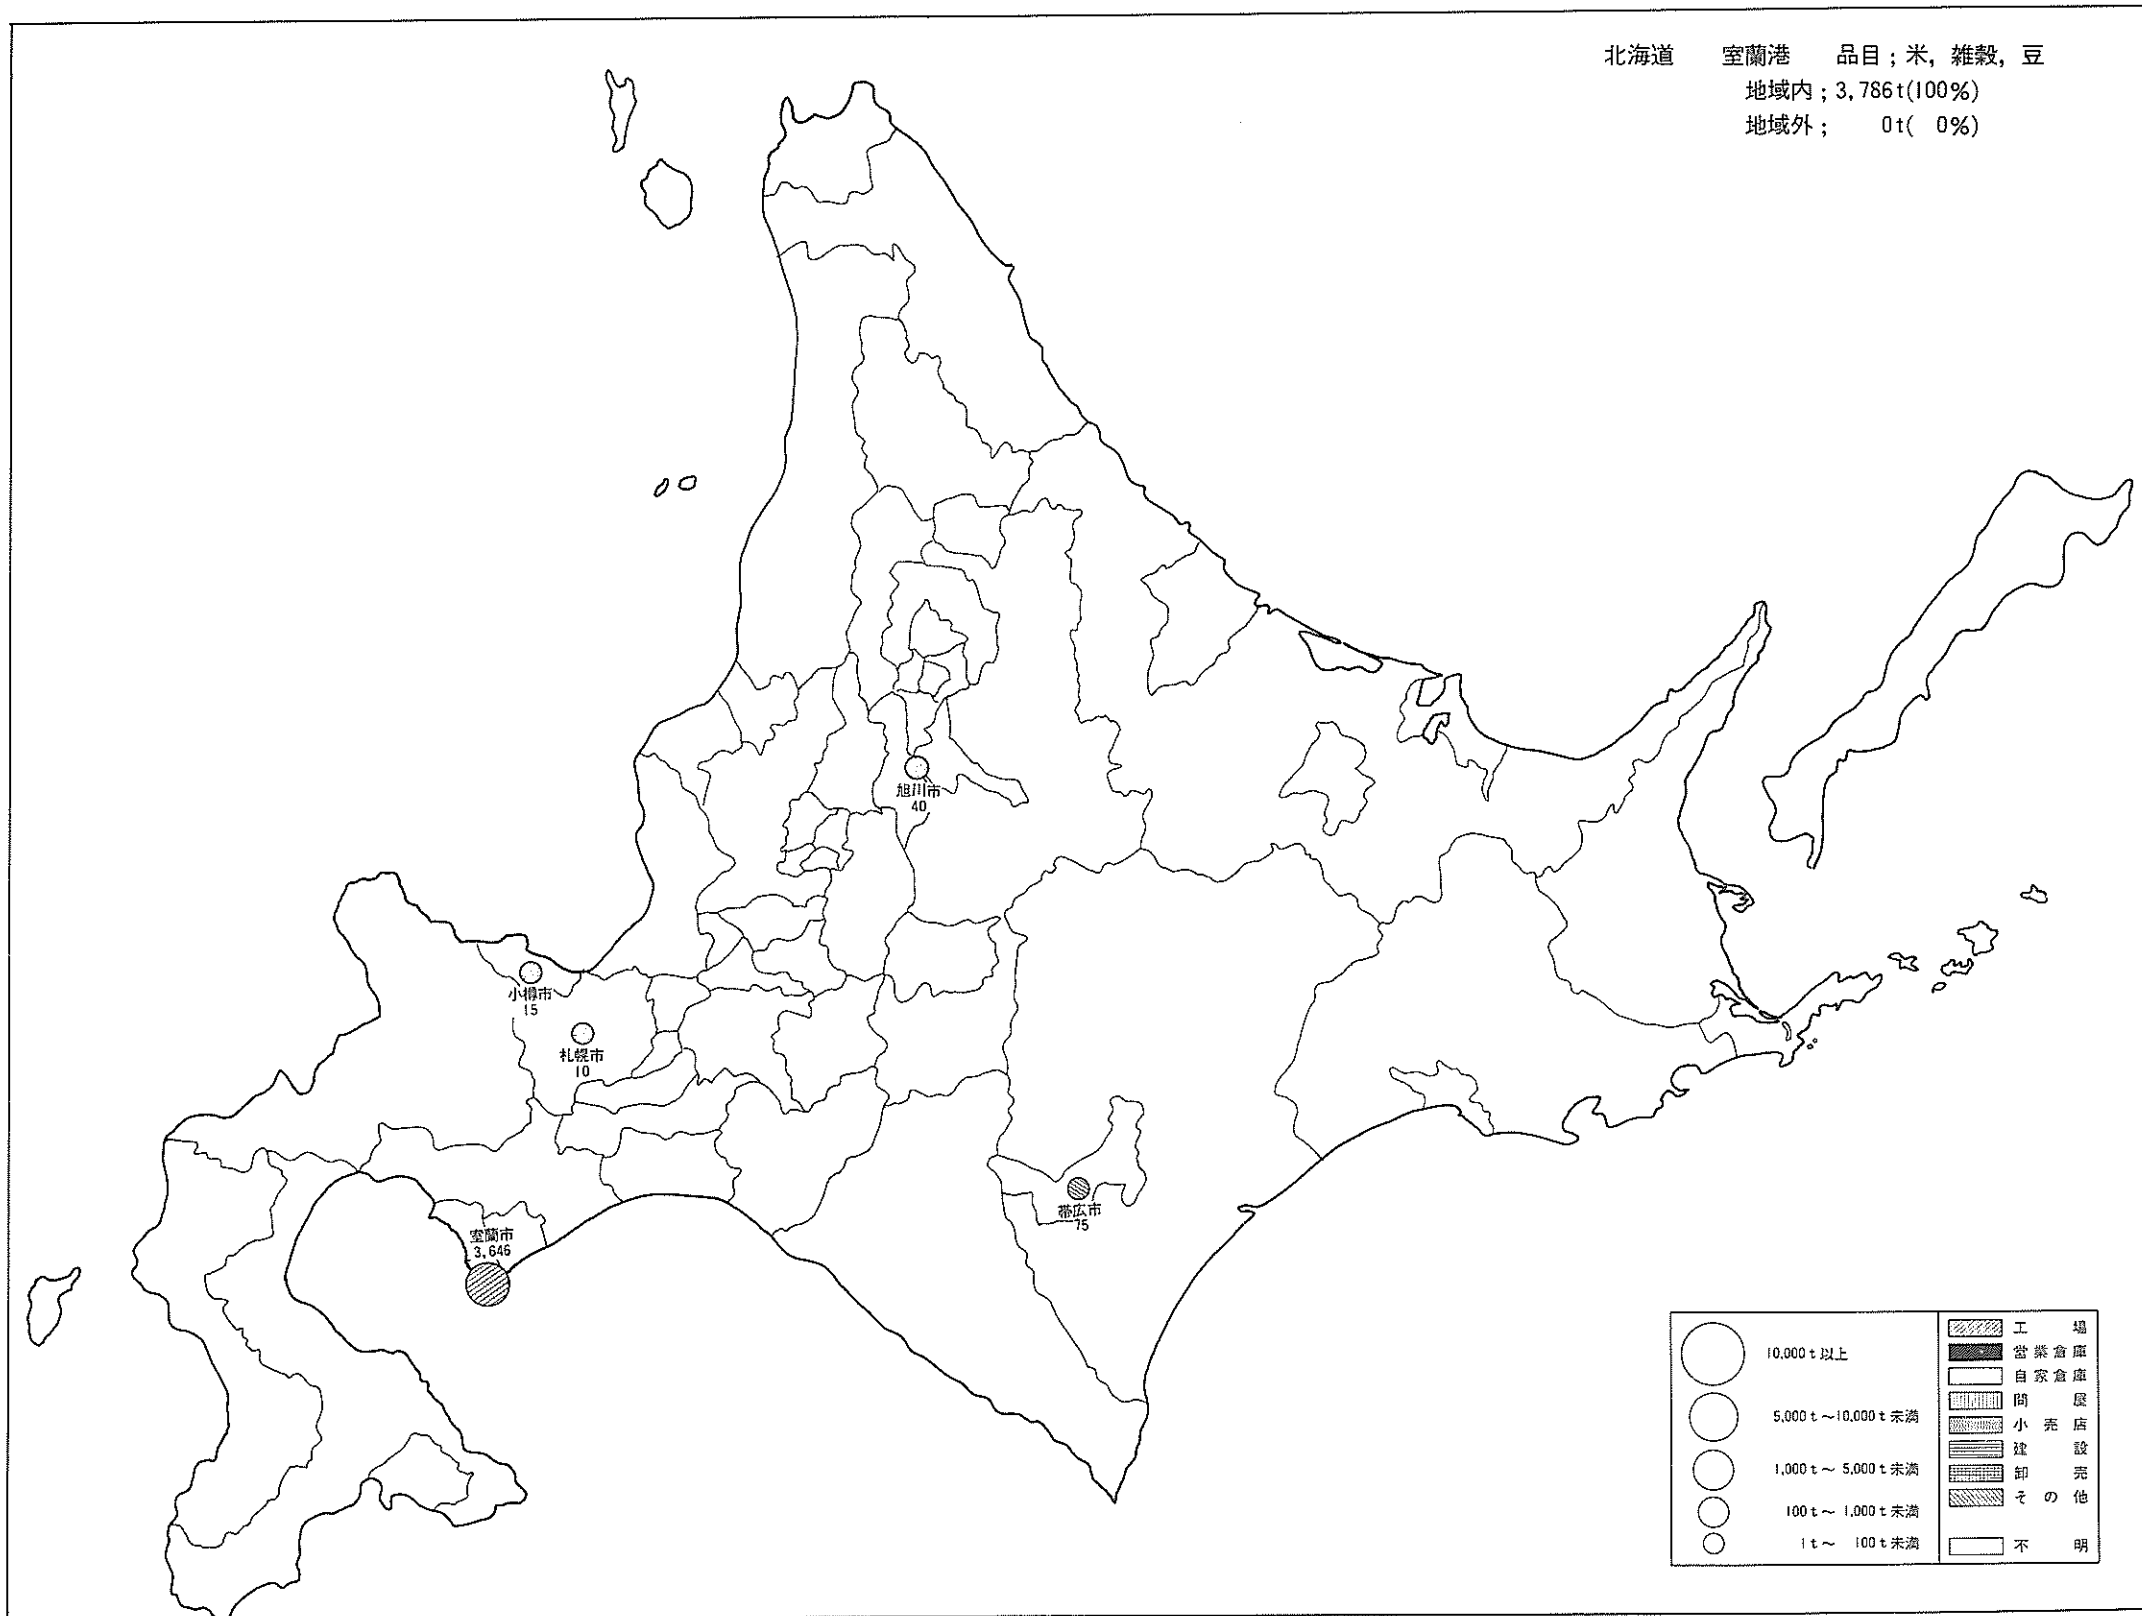 北海道 室蘭港 品目；米，雑穀，豆
地域内；3,786t(100%)
地域外； 0t( 0%)
旭川市
40
小樽市
15
札幌市
10
帯広市
75
室蘭市
3,646
10,000t以上
5,000t～10,000t未満
1,000t～5,000t未満
100t～1,000t未満
1t～ 100t未満
工場
営業倉庫
自家倉庫
問屋
小売店
建設
卸売
その他
不明